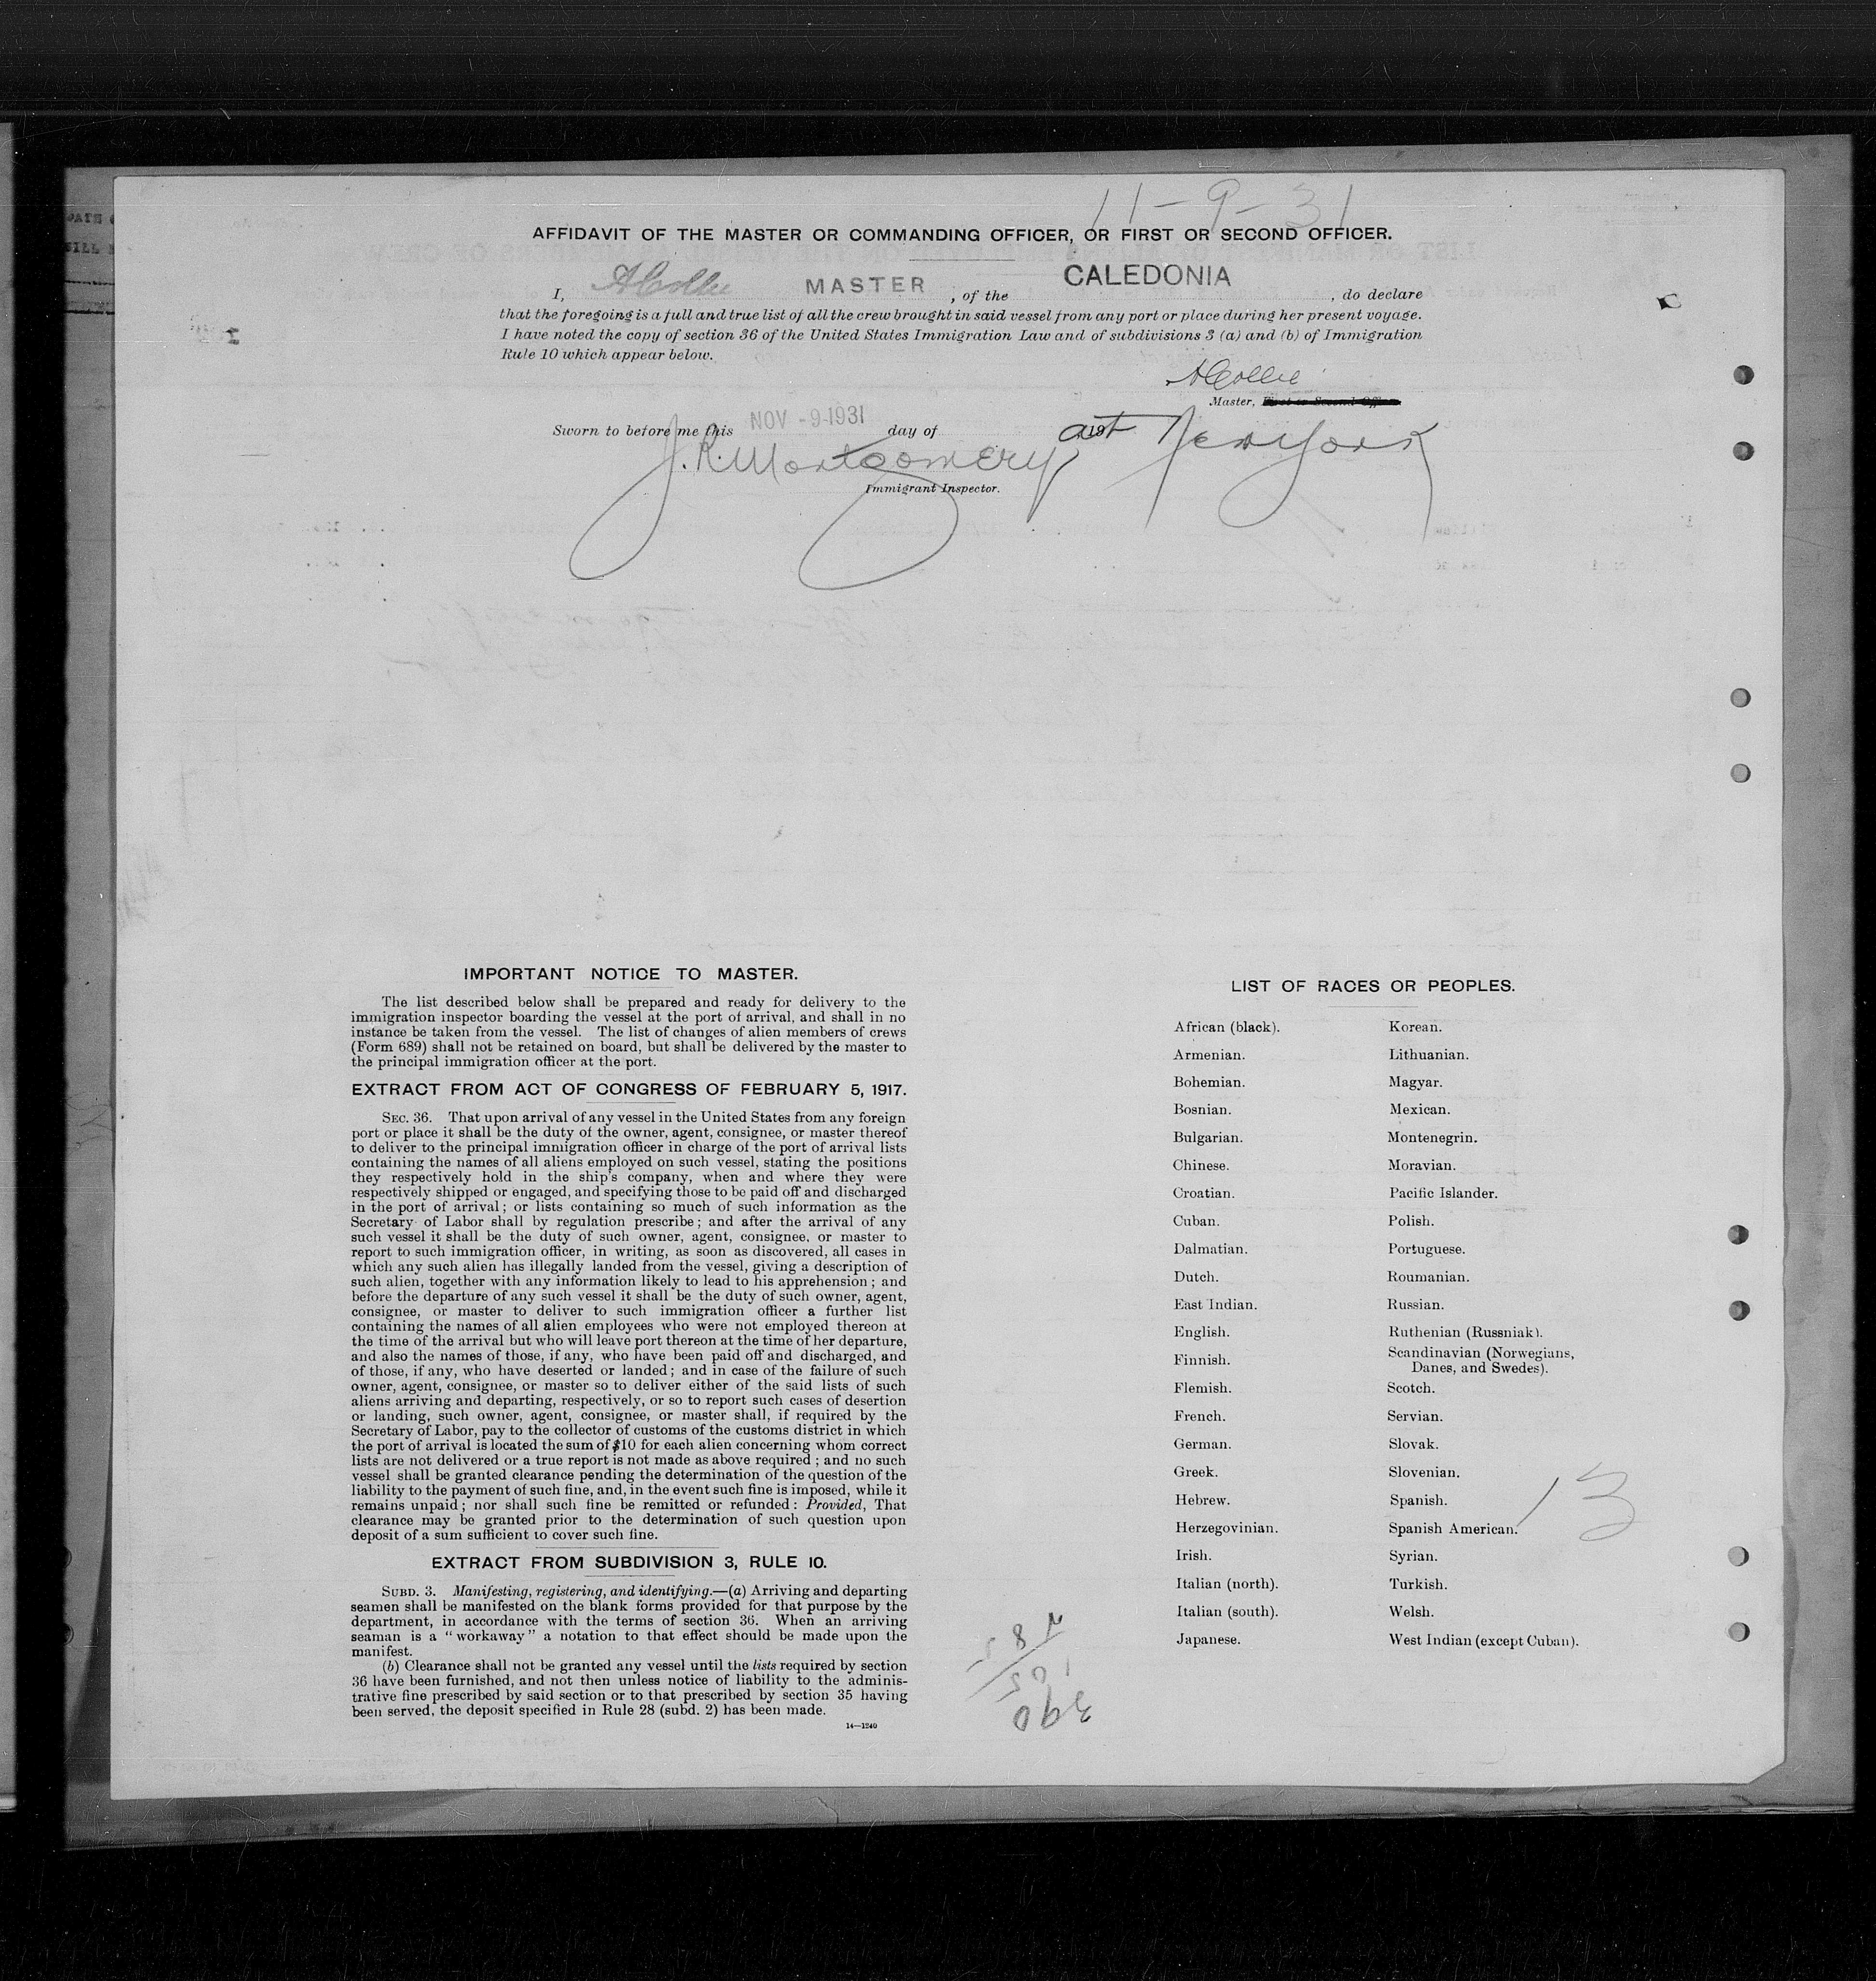 11-9-31
AFFIDAVIT OF THE MASTER OR COMMANDING OFFICER, OR FIRST OR SECOND OFFICER.
I, A Collie MASTER, of the CALEDONIA, do declare
that the foregoing is a full and true list of all the crew brought in said vessel from any port or place during her present voyage.
I have noted the copy of section 36 of the United States Immigration Law and of subdivisions 3 (a) and (b) of Immigration
Rule 10 which appear below.
A Collie
Master, First or Second Officer.
Sworn to before me this NOV -9 1931 day of at New York
J. R. Montgomery
Immigrant Inspector.
IMPORTANT NOTICE TO MASTER.
The list described below shall be prepared and ready for delivery to the
immigration inspector boarding the vessel at the port of arrival, and shall in no
instance be taken from the vessel. The list of changes of alien members of crews
(Form 689) shall not be retained on board, but shall be delivered by the master to
the principal immigration officer at the port.
EXTRACT FROM ACT OF CONGRESS OF FEBRUARY 5, 1917.
SEC. 36. That upon arrival of any vessel in the United States from any foreign
port or place it shall be the duty of the owner, agent, consignee, or master thereof
to deliver to the principal immigration officer in charge of the port of arrival lists
containing the names of all aliens employed on such vessel, stating the positions
they respectively hold in the ship's company, when and where they were
respectively shipped or engaged, and specifying those to be paid off and discharged
in the port of arrival; or lists containing so much of such information as the
Secretary of Labor shall by regulation prescribe; and after the arrival of any
such vessel it shall be the duty of such owner, agent, consignee, or master to
report to such immigration officer, in writing, as soon as discovered, all cases in
which any such alien has illegally landed from the vessel, giving a description of
such alien, together with any information likely to lead to his apprehension; and
before the departure of any such vessel it shall be the duty of such owner, agent,
consignee, or master to deliver to such immigration officer a further list
containing the names of all alien employees who were not employed thereon at
the time of the arrival but who will leave port thereon at the time of her departure,
and also the names of those, if any, who have been paid off and discharged, and
of those, if any, who have deserted or landed; and in case of the failure of such
owner, agent, consignee, or master so to deliver either of the said lists of such
aliens arriving and departing, respectively, or so to report such cases of desertion
or landing, such owner, agent, consignee, or master shall, if required by the
Secretary of Labor, pay to the collector of customs of the customs district in which
the port of arrival is located the sum of $10 for each alien concerning whom correct
lists are not delivered or a true report is not made as above required; and no such
vessel shall be granted clearance pending the determination of the question of the
liability to the payment of such fine, and, in the event such fine is imposed, while it
remains unpaid; nor shall such fine be remitted or refunded: Provided, That
clearance may be granted prior to the determination of such question upon
deposit of a sum sufficient to cover such fine.
EXTRACT FROM SUBDIVISION 3, RULE 10.
SUBD. 3. Manifesting, registering, and identifying.—(a) Arriving and departing
seamen shall be manifested on the blank forms provided for that purpose by the
department, in accordance with the terms of section 36. When an arriving
seaman is a "workaway" a notation to that effect should be made upon the
manifest.
(b) Clearance shall not be granted any vessel until the lists required by section
36 have been furnished, and not then unless notice of liability to the adminis-
trative fine prescribed by said section or to that prescribed by section 35 having
been served, the deposit specified in Rule 28 (subd. 2) has been made.
14—1240
LIST OF RACES OR PEOPLES.
African (black).
Armenian.
Bohemian.
Bosnian.
Bulgarian.
Chinese.
Croatian.
Cuban.
Dalmatian.
Dutch.
East Indian.
English.
Finnish.
Flemish.
French.
German.
Greek.
Hebrew.
Herzegovinian.
Irish.
Italian (north).
Italian (south).
Japanese.
Korean.
Lithuanian.
Magyar.
Mexican.
Montenegrin.
Moravian.
Pacific Islander.
Polish.
Portuguese.
Roumanian.
Russian.
Ruthenian (Russniak).
Scandinavian (Norwegians,
Danes, and Swedes).
Scotch.
Servian.
Slovak.
Slovenian.
Spanish.
Spanish American.
Syrian.
Turkish.
Welsh.
West Indian (except Cuban).
13
390